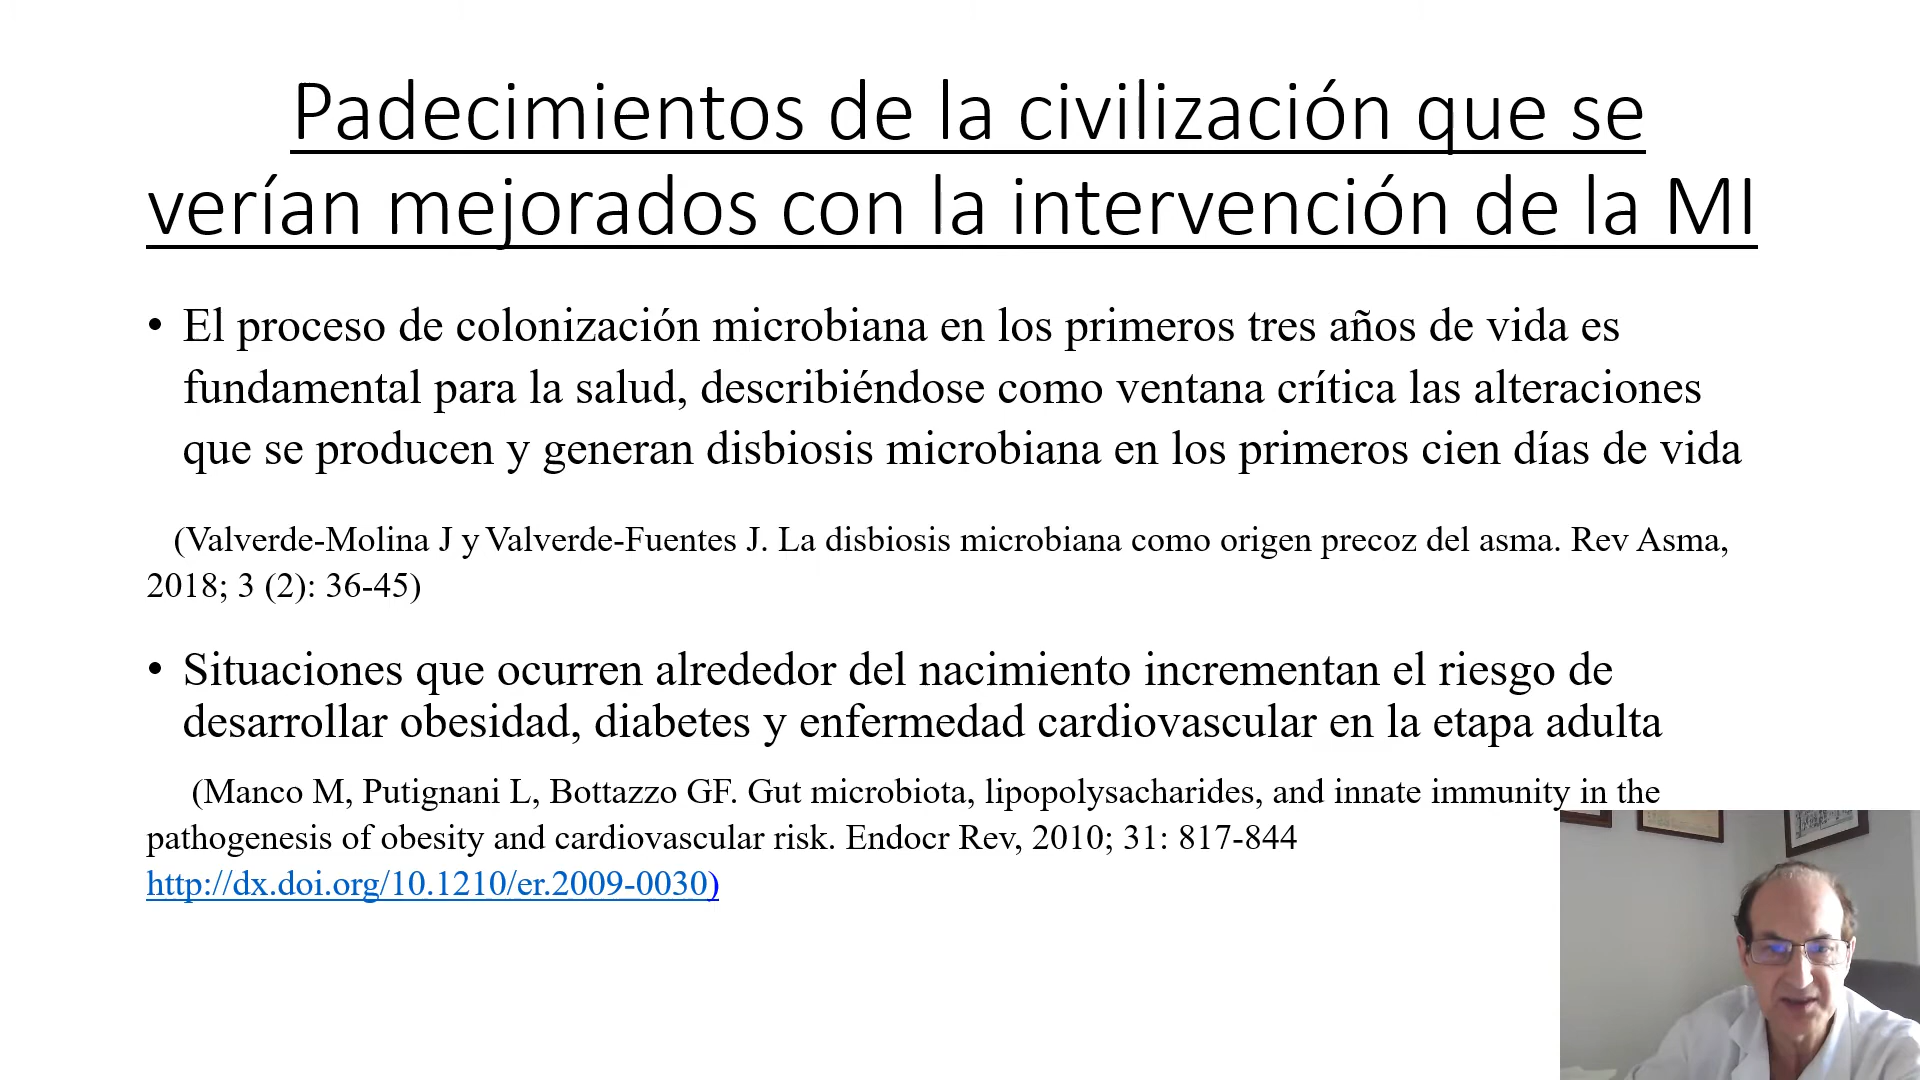 Padecimientos de la civilización que se
verían mejorados con la intervención de la MI
• El proceso de colonización microbiana en los primeros tres años de vida es
fundamental para la salud, describiéndose como ventana crítica las alteraciones
que se producen y generan disbiosis microbiana en los primeros cien días de vida
(Valverde-Molina J y Valverde-Fuentes J. La disbiosis microbiana como origen precoz del asma. Rev Asma,
2018; 3 (2): 36-45)
• Situaciones que ocurren alrededor del nacimiento incrementan el riesgo de
desarrollar obesidad, diabetes y enfermedad cardiovascular en la etapa adulta
(Manco M, Putignani L, Bottazzo GF. Gut microbiota, lipopolysacharides, and innate immunity in the
pathogenesis of obesity and cardiovascular risk. Endocr Rev, 2010; 31: 817-844
http://dx.doi.org/10.1210/er.2009-0030)